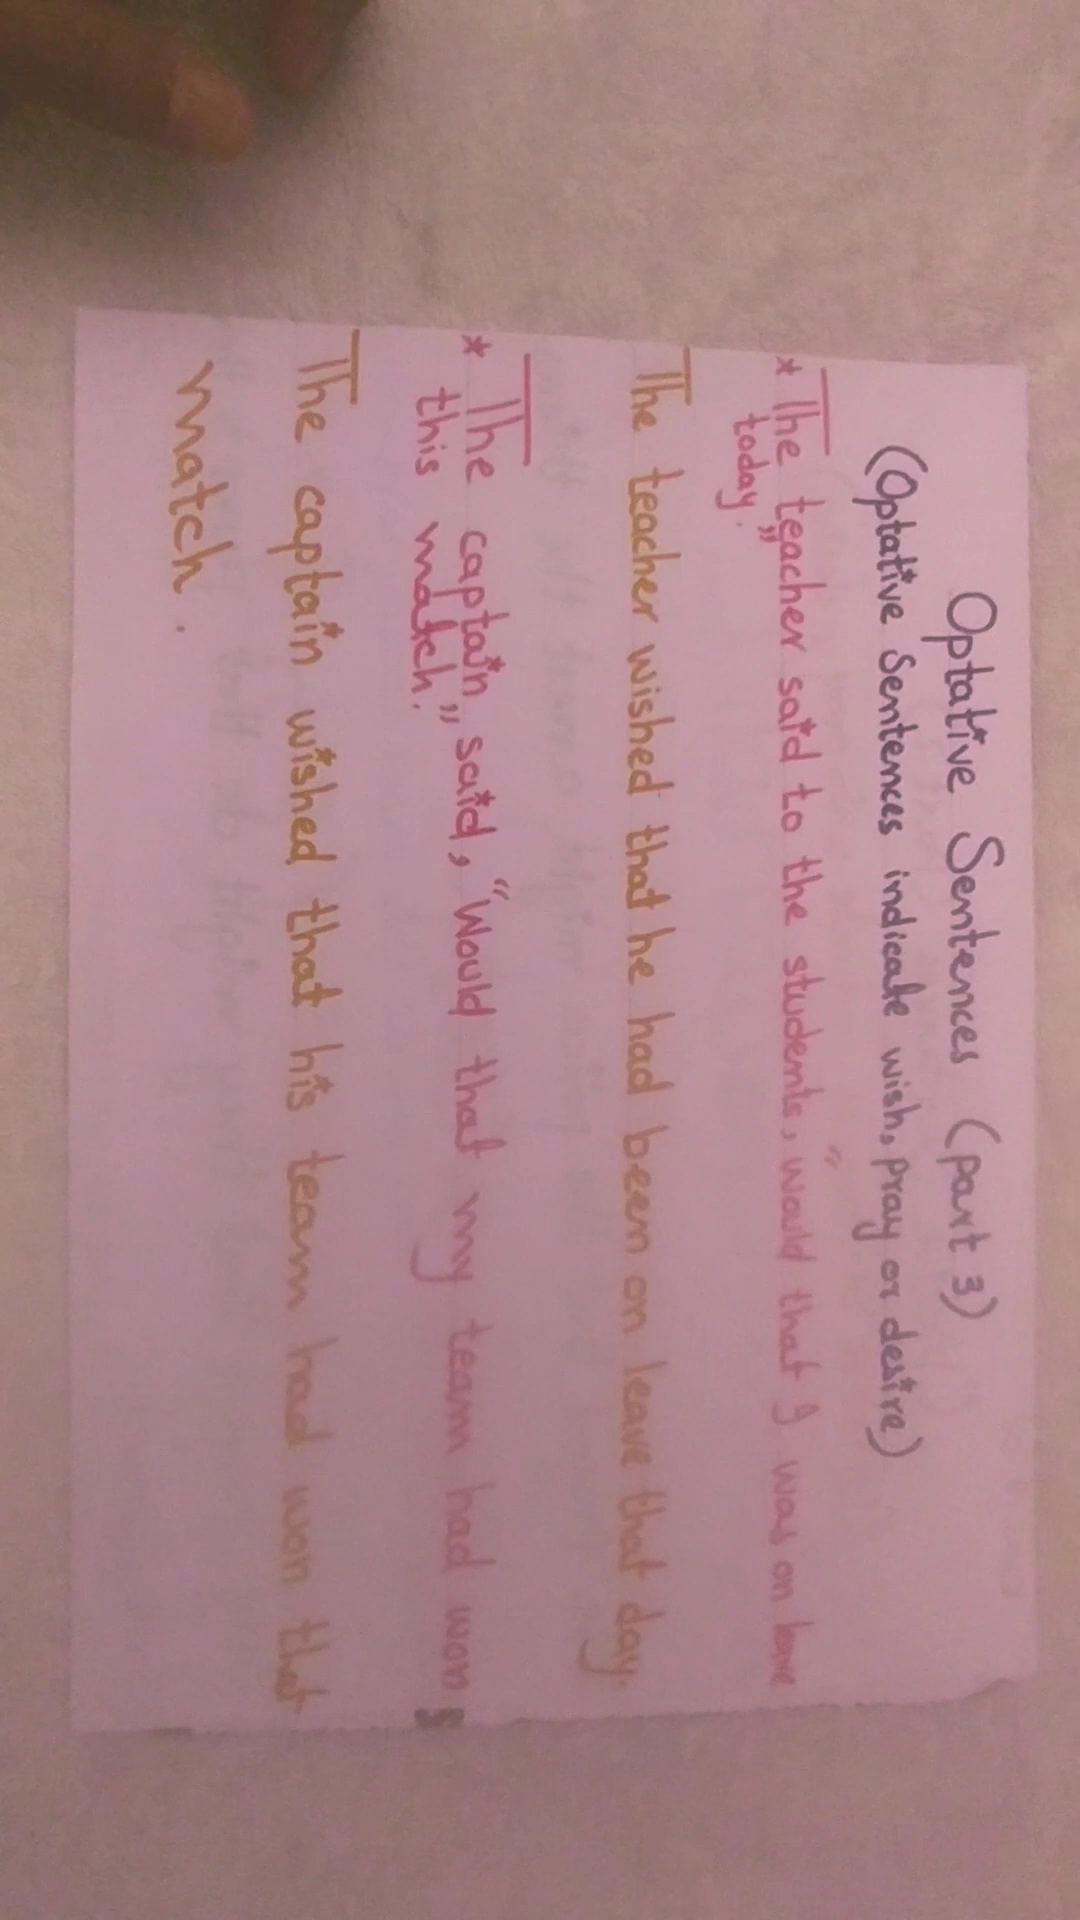 Optative Sentences (part 3)
(Optative Sentences indicate wish, pray or desire)
* The teacher said to the students, "would that I was on leave
today."
The teacher wished that he had been on leave that day.
* The captain said, "Would that my team had won
this match."
The captain wished that his team had won that
match.